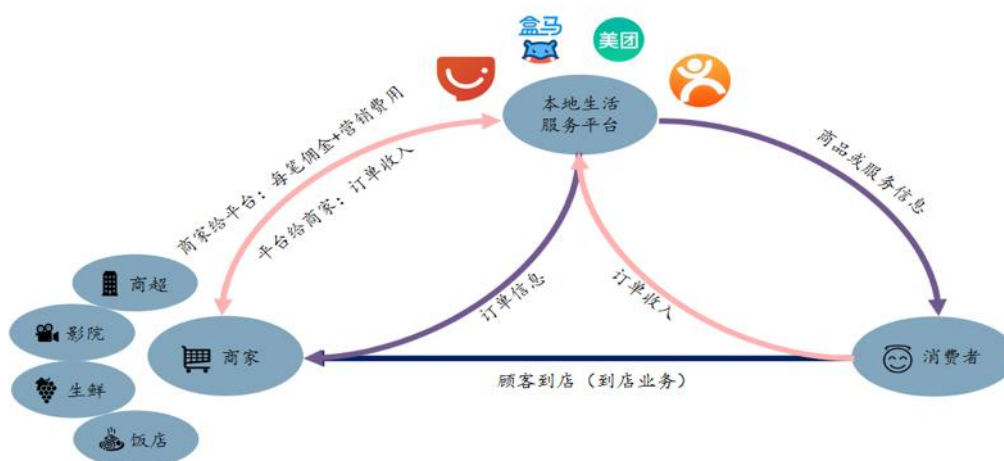 盒马
美团
本地生活
服务平台
商家给平台：每笔佣金+营销费用
平台给商家：订单收入
商品或服务信息
订单信息
订单收入
商超
影院
商家
生鲜
饭店
消费者
顾客到店（到店业务）